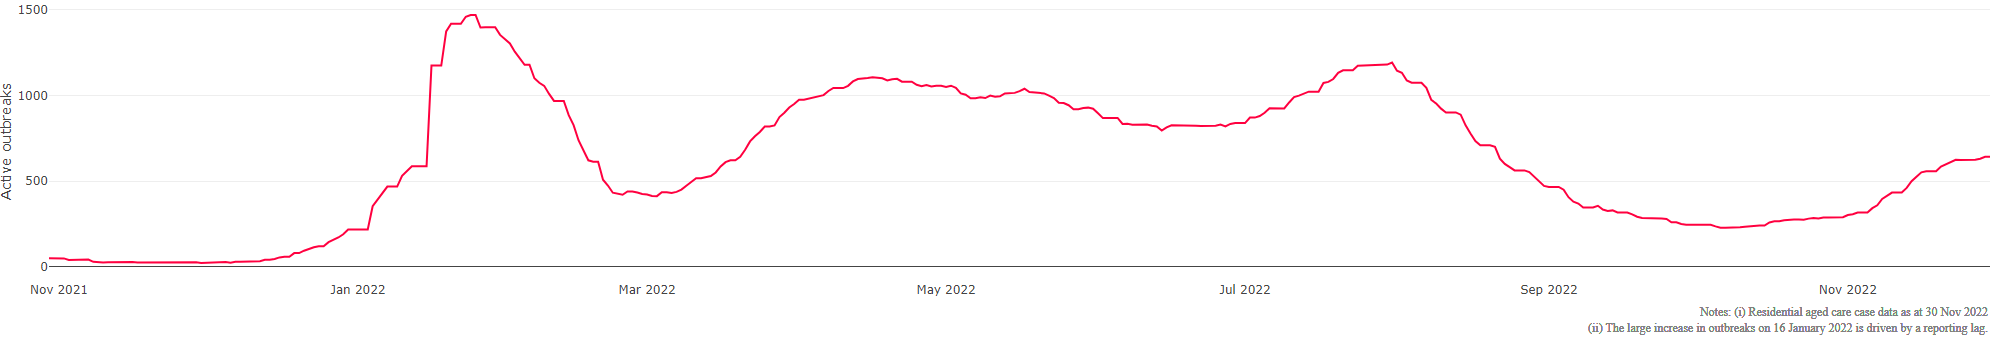 1500
1000
500
0
Active outbreaks
Nov 2021 Jan 2022 Mar 2022 May 2022 Jul 2022 Sep 2022 Nov 2022
Notes: (i) Residential aged care case data as at 30 Nov 2022
(ii) The large increase in outbreaks on 16 January 2022 is driven by a reporting lag.